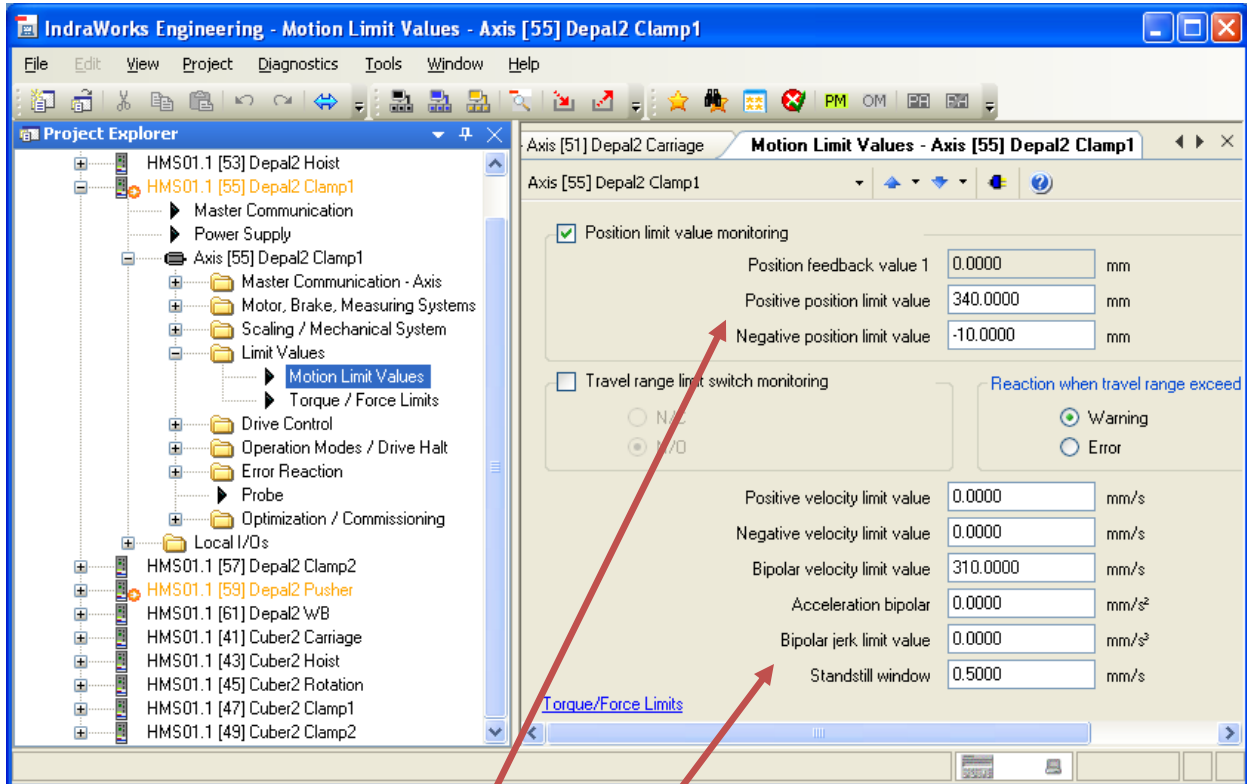 IndraWorks Engineering - Motion Limit Values - Axis [55] Depal2 Clamp1
File Edit View Project Diagnostics Tools Window Help
PM OM
Project Explorer
HMS01.1 [53] Depal2 Hoist
HMS01.1 [55] Depal2 Clamp1
Master Communication
Power Supply
Axis [55] Depal2 Clamp1
Master Communication - Axis
Motor, Brake, Measuring Systems
Scaling / Mechanical System
Limit Values
Motion Limit Values
Torque / Force Limits
Drive Control
Operation Modes / Drive Halt
Error Reaction
Probe
Optimization / Commissioning
Local I/Os
HMS01.1 [57] Depal2 Clamp2
HMS01.1 [59] Depal2 Pusher
HMS01.1 [61] Depal2 WB
HMS01.1 [41] Cuber2 Carriage
HMS01.1 [43] Cuber2 Hoist
HMS01.1 [45] Cuber2 Rotation
HMS01.1 [47] Cuber2 Clamp1
HMS01.1 [49] Cuber2 Clamp2
- Axis [51] Depal2 Carriage Motion Limit Values - Axis [55] Depal2 Clamp1
Axis [55] Depal2 Clamp1
Position limit value monitoring
Position feedback value 1 0.0000 mm
Positive position limit value 340.0000 mm
Negative position limit value -10.0000 mm
Travel range limit switch monitoring Reaction when travel range exceed
N/C Warning
N/O Error
Positive velocity limit value 0.0000 mm/s
Negative velocity limit value 0.0000 mm/s
Bipolar velocity limit value 310.0000 mm/s
Acceleration bipolar 0.0000 mm/s²
Bipolar jerk limit value 0.0000 mm/s³
Standstill window 0.5000 mm/s
Torque/Force Limits